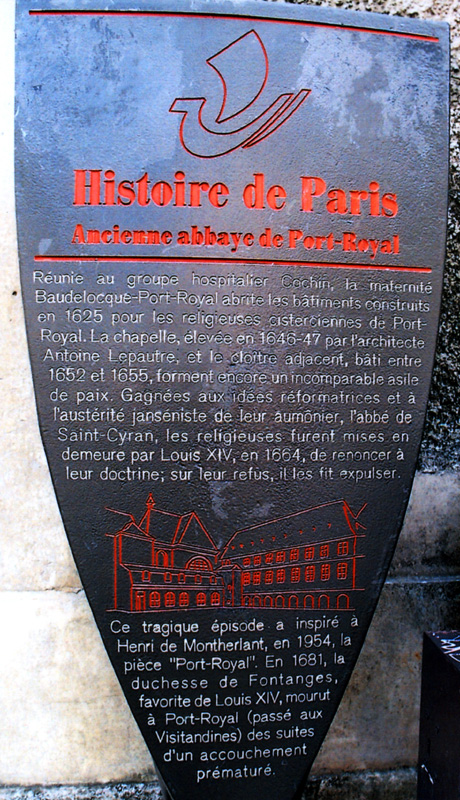 Histoire de Paris
Ancienne abbaye de Port-Royal
Réunie au groupe hospitalier Cochin, la maternité
Baudelocque-Port-Royal abrite les bâtiments construits
en 1625 pour les religieuses cisterciennes de Port-
Royal. La chapelle, élevée en 1646-47 par l'architecte
Antoine Lepautre, et le cloître adjacent, bâti entre
1652 et 1655, forment encore un incomparable asile
de paix. Gagnées aux idées réformatrices et à
l'austérité janséniste de leur aumônier, l'abbé de
Saint-Cyran, les religieuses furent mises en
demeure par Louis XIV, en 1664, de renoncer à
leur doctrine; sur leur refus, il les fit expulser.
Ce tragique épisode a inspiré à
Henri de Montherlant, en 1954, la
pièce "Port-Royal". En 1681, la
duchesse de Fontanges,
favorite de Louis XIV, mourut
à Port-Royal (passé aux
Visitandines) des suites
d'un accouchement
prématuré.